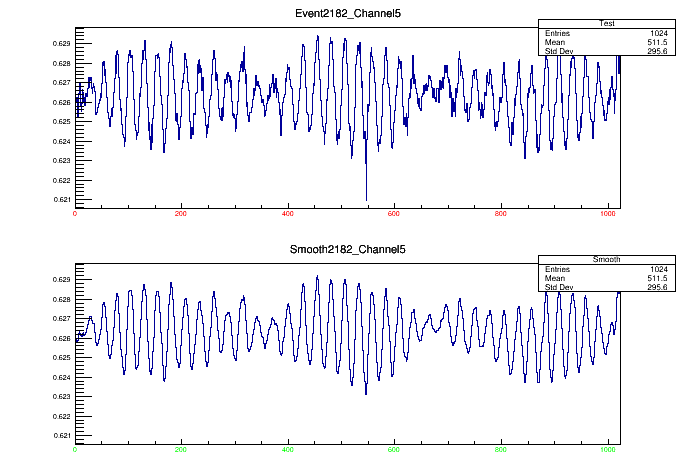 Event2182_Channel5
Test
Entries 1024
Mean 511.5
Std Dev 295.6
0.629
0.628
0.627
0.626
0.625
0.624
0.623
0.622
0.621
0 200 400 600 800 1000
Smooth2182_Channel5
Smooth
Entries 1024
Mean 511.5
Std Dev 295.6
0.629
0.628
0.627
0.626
0.625
0.624
0.623
0.622
0.621
0 200 400 600 800 1000